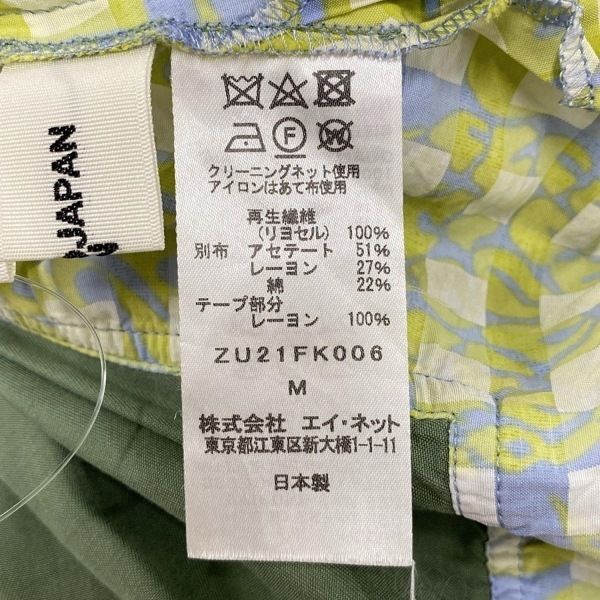 JAPAN
F
W
クリーニングネット使用
アイロンはあて布使用
再生繊維
(リヨセル) 100%
別布 アセテート 51%
レーヨン 27%
綿 22%
テープ部分
レーヨン 100%
ZU21FK006
M
株式会社 エイ・ネット
東京都江東区新大橋1-1-11
日本製